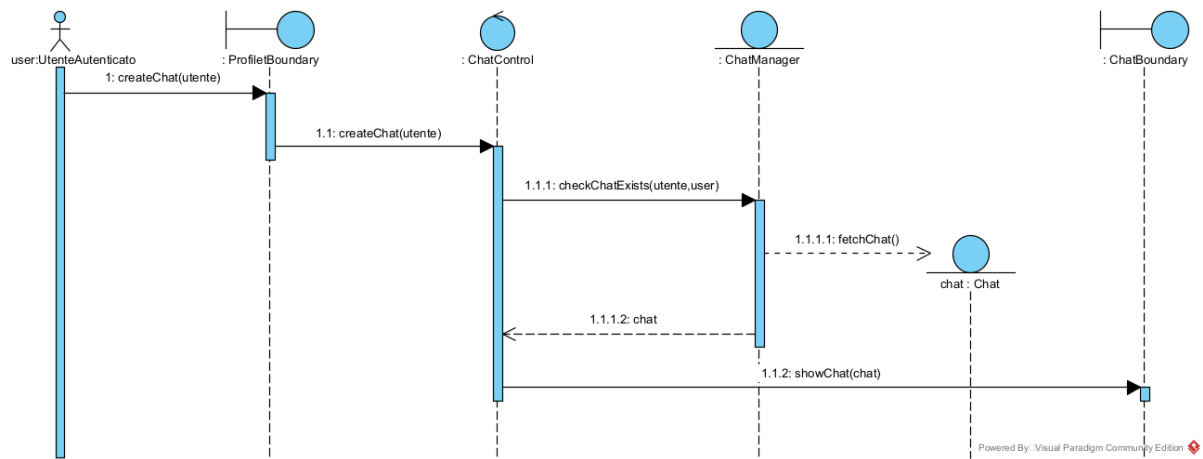 user:UtenteAutenticato
: ProfiletBoundary
: ChatControl
: ChatManager
: ChatBoundary
1: createChat(utente)
1.1: createChat(utente)
1.1.1: checkChatExists(utente,user)
1.1.1.1: fetchChat()
chat : Chat
1.1.1.2: chat
1.1.2: showChat(chat)
Powered By Visual Paradigm Community Edition